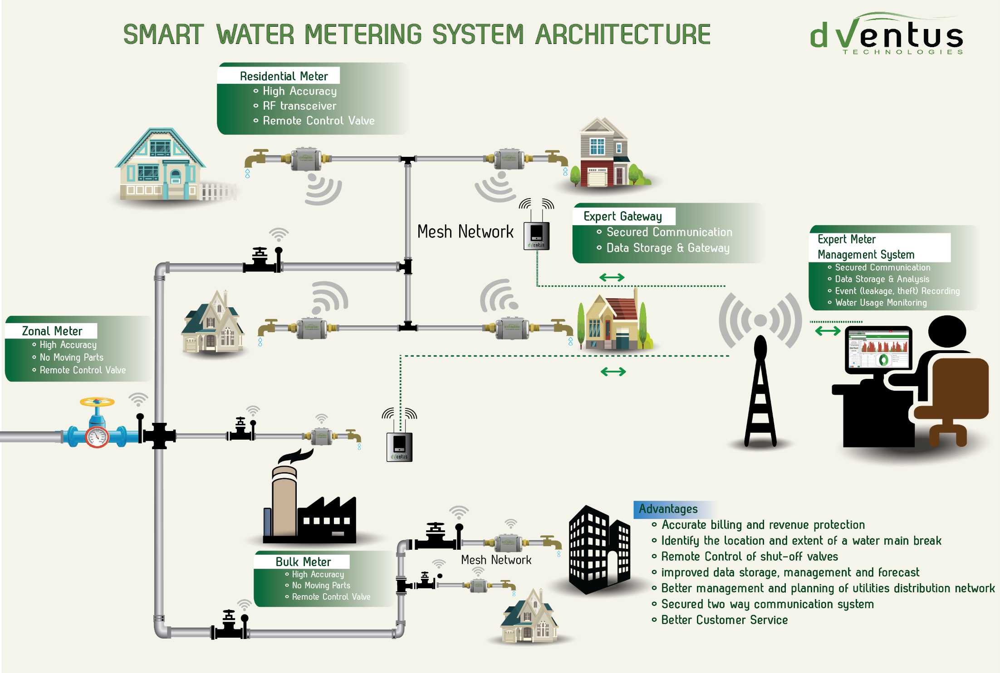 SMART WATER METERING SYSTEM ARCHITECTURE
dventus
TECHNOLOGIES
Residential Meter
High Accuracy
RF transceiver
Remote Control Valve
Mesh Network
dventus
Expert Gateway
Secured Communication
Data Storage & Gateway
Expert Meter
Management System
Secured Communication
Data Storage & Analysis
Event (leakage, theft) Recording
Water Usage Monitoring
Zonal Meter
High Accuracy
No Moving Parts
Remote Control Valve
dventus
Bulk Meter
High Accuracy
No Moving Parts
Remote Control Valve
Mesh Network
Advantages
Accurate billing and revenue protection
Identify the location and extent of a water main break
Remote Control of shut-off valves
improved data storage, management and forecast
Better management and planning of utilities distribution network
Secured two way communication system
Better Customer Service